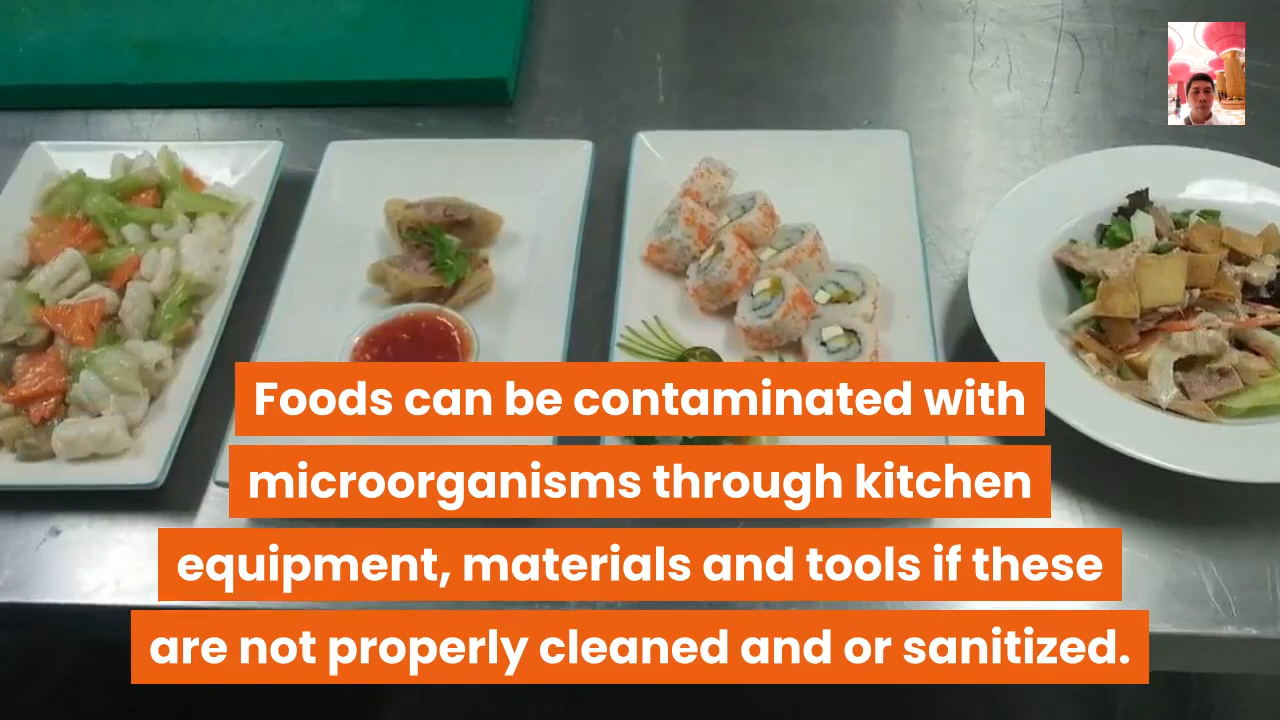 Foods can be contaminated with
microorganisms through kitchen
equipment, materials and tools if these
are not properly cleaned and or sanitized.